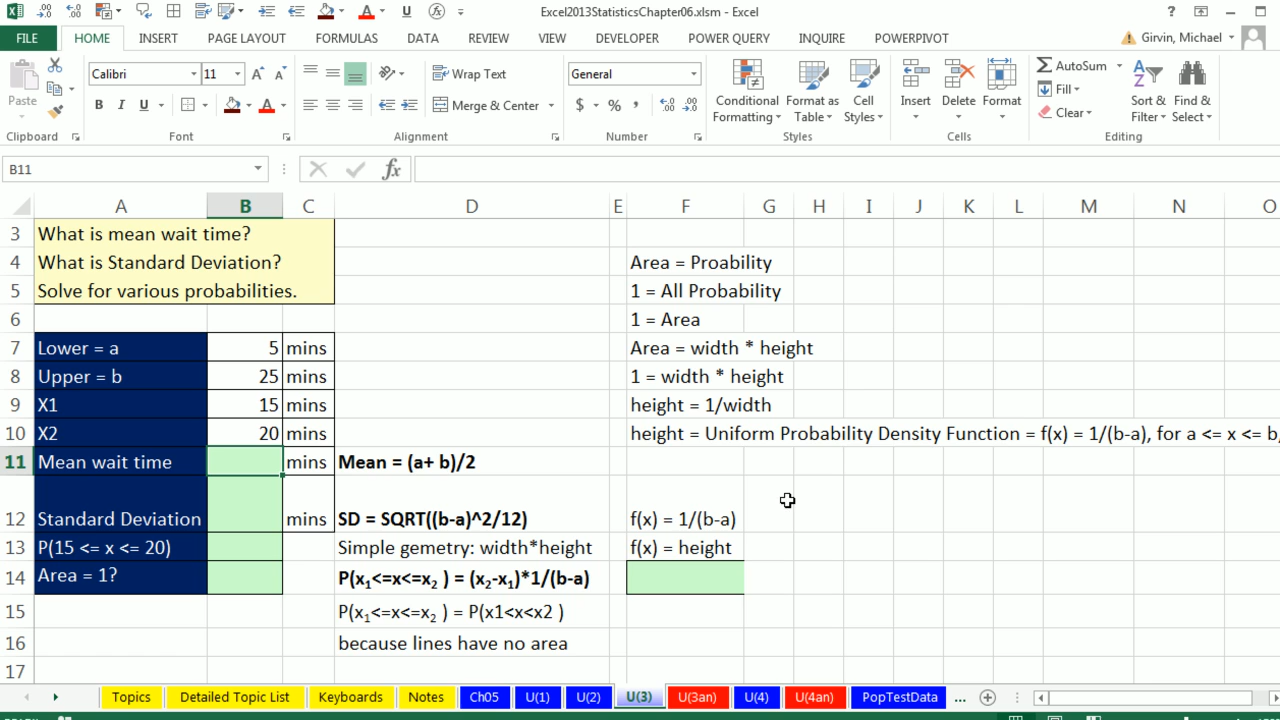 Excel2013StatisticsChapter06.xlsm - Excel
FILE HOME INSERT PAGE LAYOUT FORMULAS DATA REVIEW VIEW DEVELOPER POWER QUERY INQUIRE POWERPIVOT Girvin, Michael
Paste
Calibri 11
Wrap Text
Merge & Center
General
Conditional Formatting
Format as Table
Cell Styles
Insert
Delete
Format
AutoSum
Fill
Clear
Sort & Filter
Find & Select
Clipboard Font Alignment Number Styles Cells Editing
B11
A B C D E F G H I J K L M N O
3 What is mean wait time?
4 What is Standard Deviation? Area = Proability
5 Solve for various probabilities. 1 = All Probability
6 1 = Area
7 Lower = a 5 mins Area = width * height
8 Upper = b 25 mins 1 = width * height
9 X1 15 mins height = 1/width
10 X2 20 mins height = Uniform Probability Density Function = f(x) = 1/(b-a), for a <= x <= b,
11 Mean wait time mins Mean = (a+ b)/2
12 Standard Deviation mins SD = SQRT((b-a)^2/12) f(x) = 1/(b-a)
13 P(15 <= x <= 20) Simple gemetry: width*height f(x) = height
14 Area = 1? P(x₁<=x<=x₂ ) = (x₂-x₁)*1/(b-a)
15 P(x₁<=x<=x₂ ) = P(x1<x<x2 )
16 because lines have no area
17
Topics Detailed Topic List Keyboards Notes Ch05 U(1) U(2) U(3) U(3an) U(4) U(4an) PopTestData ...